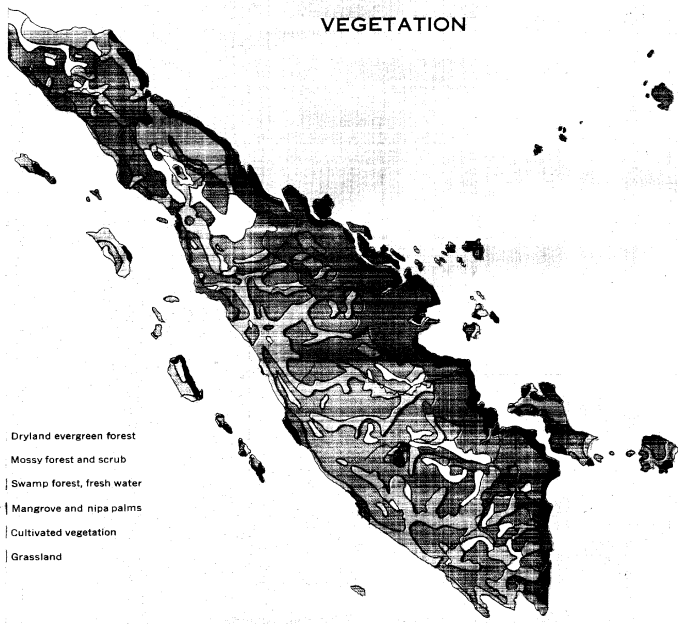 VEGETATION
Dryland evergreen forest
Mossy forest and scrub
Swamp forest, fresh water
Mangrove and nipa palms
Cultivated vegetation
Grassland